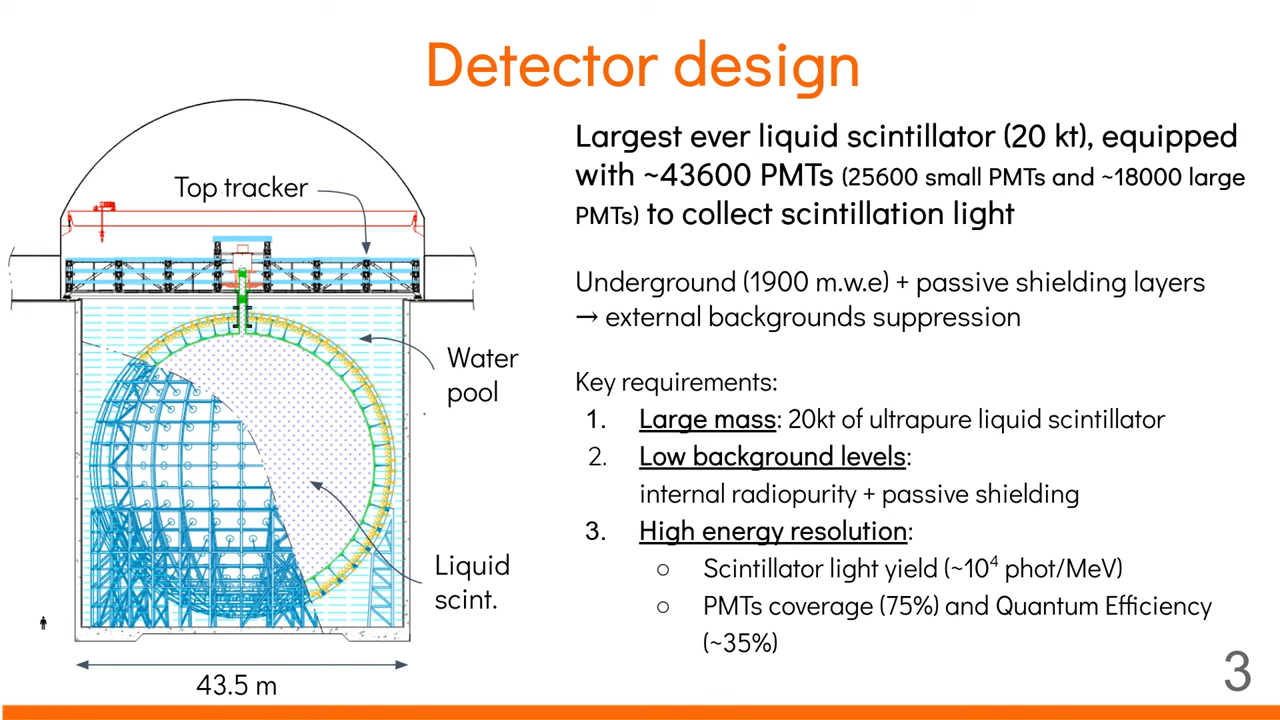 Detector design
Top tracker
Water
pool
Liquid
scint.
43.5 m
Largest ever liquid scintillator (20 kt), equipped
with ~43600 PMTs (25600 small PMTs and ~18000 large
PMTs) to collect scintillation light
Underground (1900 m.w.e) + passive shielding layers
→ external backgrounds suppression
Key requirements:
1. Large mass: 20kt of ultrapure liquid scintillator
2. Low background levels:
internal radiopurity + passive shielding
3. High energy resolution:
○ Scintillator light yield (~10⁴ phot/MeV)
○ PMTs coverage (75%) and Quantum Efficiency
(~35%)
3